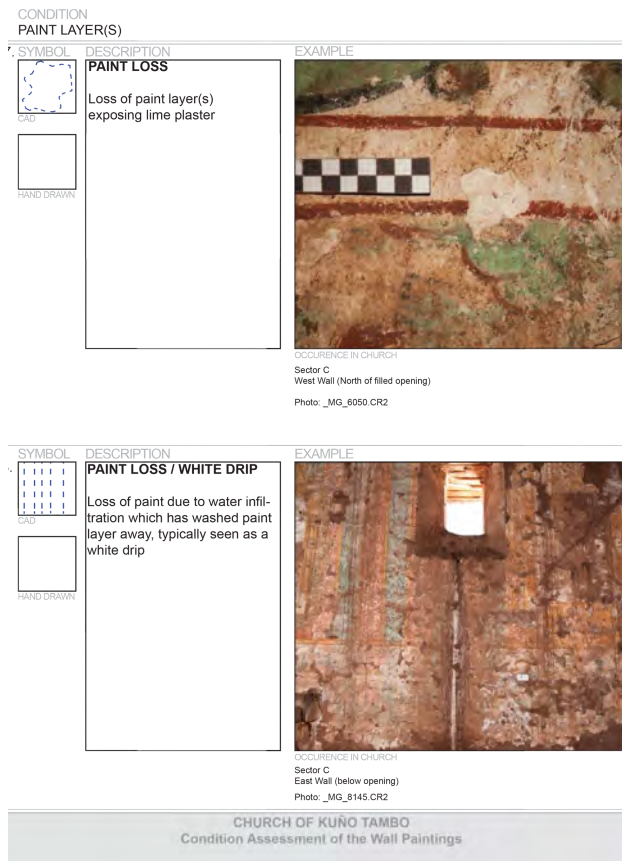 CONDITION
PAINT LAYER(S)
SYMBOL DESCRIPTION EXAMPLE
PAINT LOSS
Loss of paint layer(s)
exposing lime plaster
CAD
HAND DRAWN
OCCURENCE IN CHURCH
Sector C
West Wall (North of filled opening)
Photo: _MG_6050.CR2
SYMBOL DESCRIPTION EXAMPLE
PAINT LOSS / WHITE DRIP
Loss of paint due to water infil-
tration which has washed paint
layer away, typically seen as a
white drip
CAD
HAND DRAWN
OCCURENCE IN CHURCH
Sector C
East Wall (below opening)
Photo: _MG_8145.CR2
CHURCH OF KUÑO TAMBO
Condition Assessment of the Wall Paintings